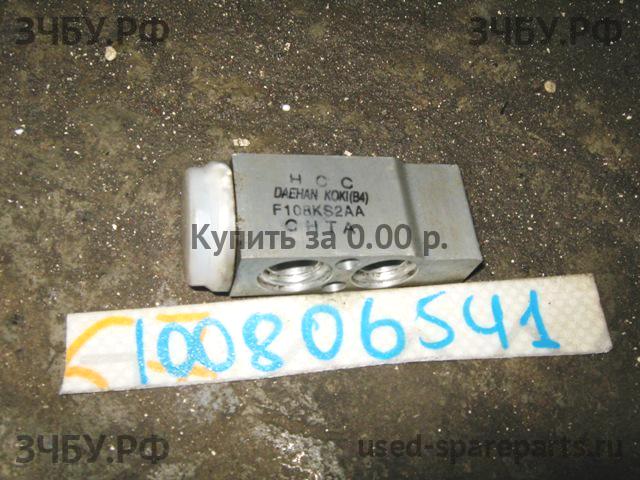 ЗЧБУ.РФ
ЗЧБУ.РФ
H C C
DAEHAN KOKI(B4)
F108KS2AA
C H T A
Купить за 0.00 р.
100806541
ЗЧБУ.РФ
used-spareparts.ru